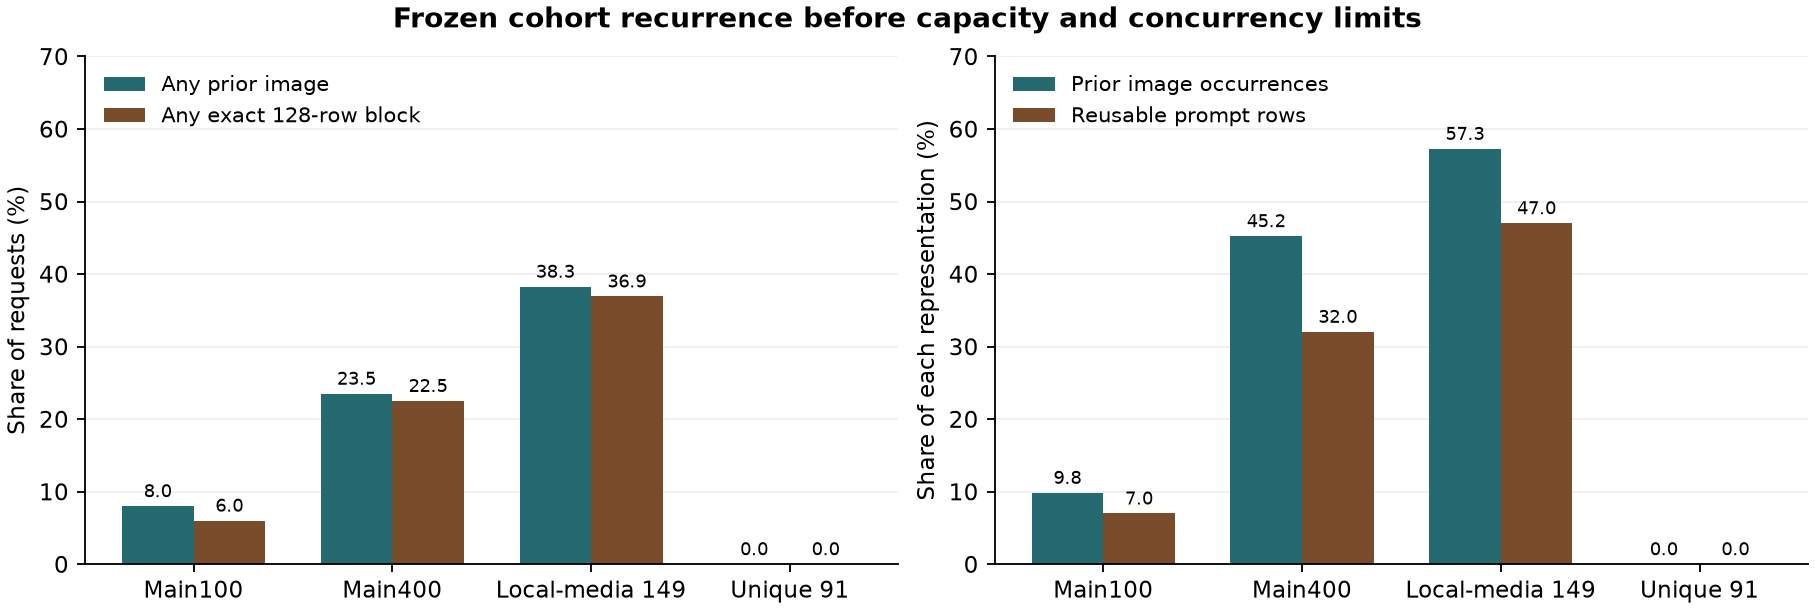 Frozen cohort recurrence before capacity and concurrency limits
Share of requests (%)
70
60
50
40
30
20
10
0
Any prior image
Any exact 128-row block
8.0
6.0
23.5
22.5
38.3
36.9
0.0
0.0
Main100
Main400
Local-media 149
Unique 91
Share of each representation (%)
70
60
50
40
30
20
10
0
Prior image occurrences
Reusable prompt rows
9.8
7.0
45.2
32.0
57.3
47.0
0.0
0.0
Main100
Main400
Local-media 149
Unique 91